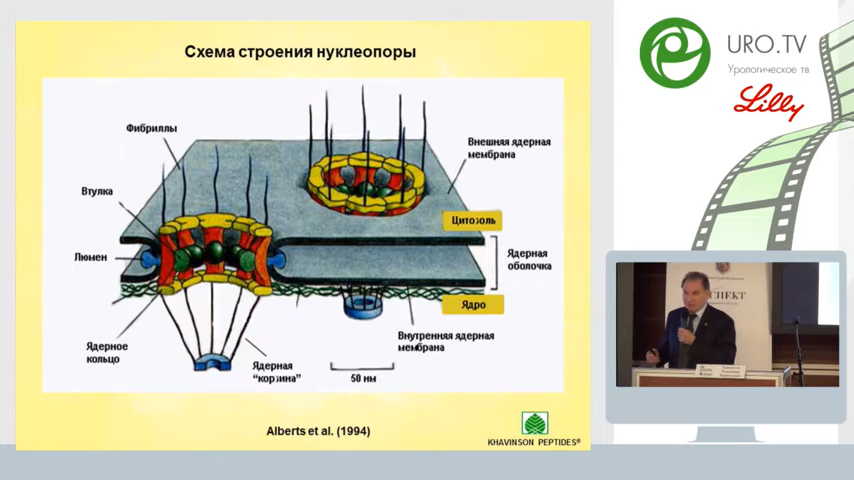 Схема строения нуклеопоры
Фибриллы
Внешняя ядерная
мембрана
Втулка
Цитозоль
Люмен
Ядерная
оболочка
Ядро
Внутренняя ядерная
мембрана
Ядерное
кольцо
Ядерная
"корзина"
50 нм
Alberts et al. (1994)
KHAVINSON PEPTIDES®
URO.TV
Урологическое тв
Lilly